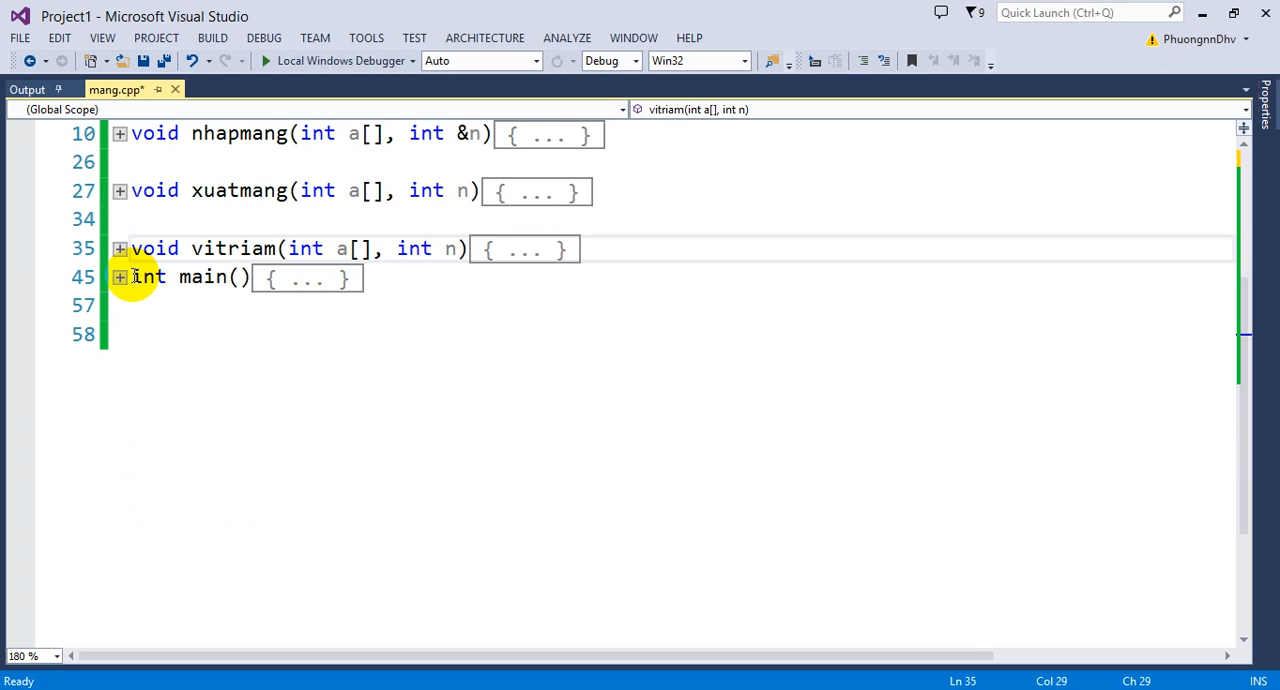 Project1 - Microsoft Visual Studio
9
Quick Launch (Ctrl+Q)
FILE EDIT VIEW PROJECT BUILD DEBUG TEAM TOOLS TEST ARCHITECTURE ANALYZE WINDOW HELP
PhuongnnDhv
Local Windows Debugger Auto Debug Win32
Output mang.cpp*
Properties
(Global Scope) vitriam(int a[], int n)
10 void nhapmang(int a[], int &n){ ... }
26
27 void xuatmang(int a[], int n){ ... }
34
35 void vitriam(int a[], int n){ ... }
45 int main(){ ... }
57
58
180 %
Ready Ln 35 Col 29 Ch 29 INS